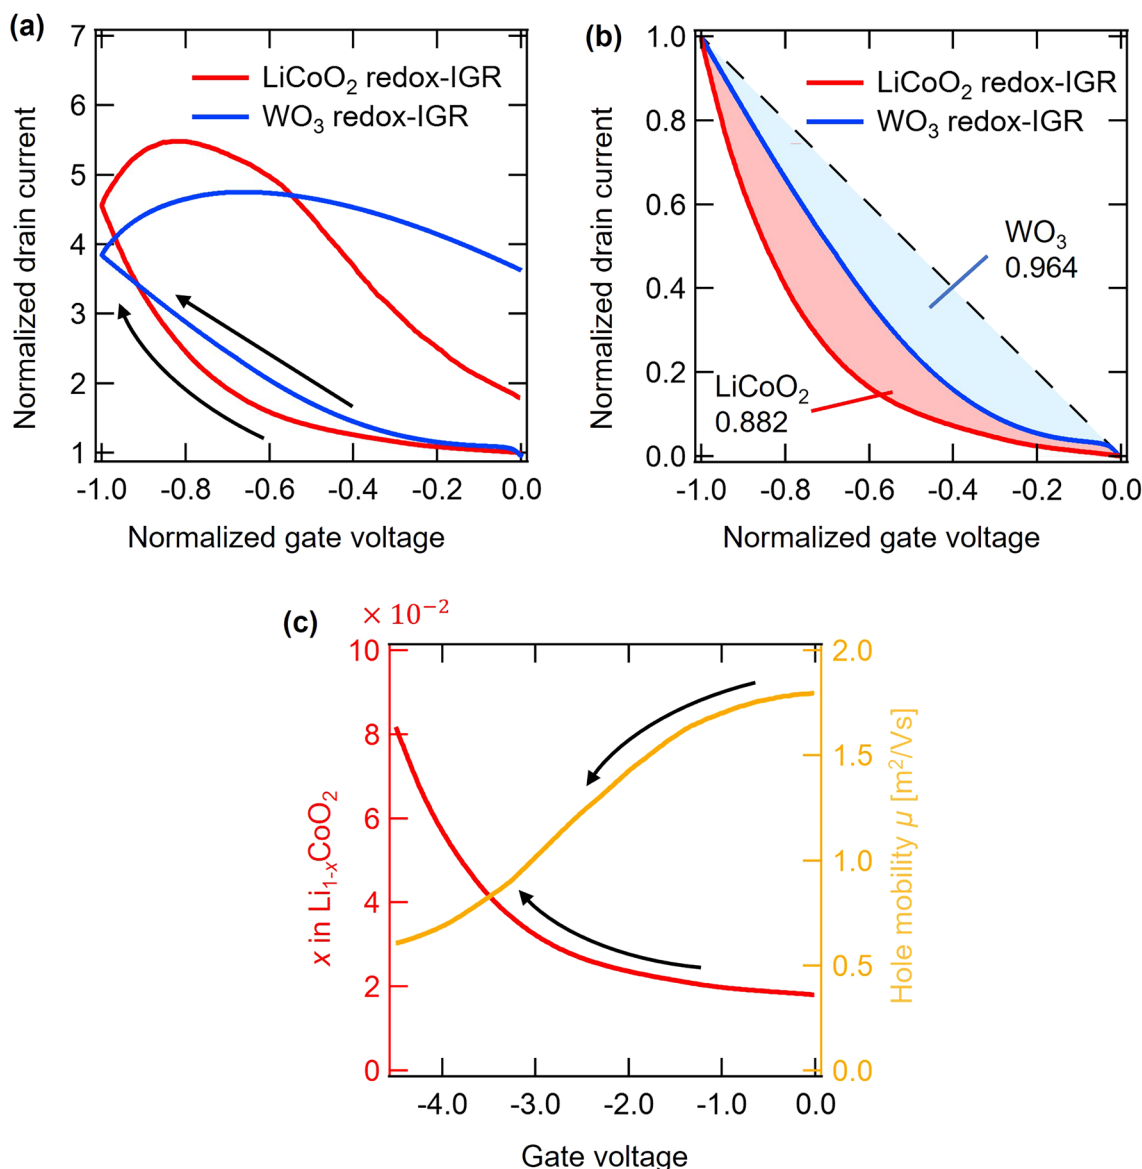 (a)
7
6
5
4
3
2
1
Normalized drain current
LiCoO₂ redox-IGR
WO₃ redox-IGR
-1.0 -0.8 -0.6 -0.4 -0.2 0.0
Normalized gate voltage
(b)
1.0
0.8
0.6
0.4
0.2
0.0
Normalized drain current
LiCoO₂ redox-IGR
WO₃ redox-IGR
WO₃
0.964
LiCoO₂
0.882
-1.0 -0.8 -0.6 -0.4 -0.2 0.0
Normalized gate voltage
(c)
× 10⁻²
10
8
6
4
2
0
x in Li₁₋ₓCoO₂
2.0
1.5
1.0
0.5
0.0
Hole mobility μ [m²/Vs]
-4.0 -3.0 -2.0 -1.0 0.0
Gate voltage